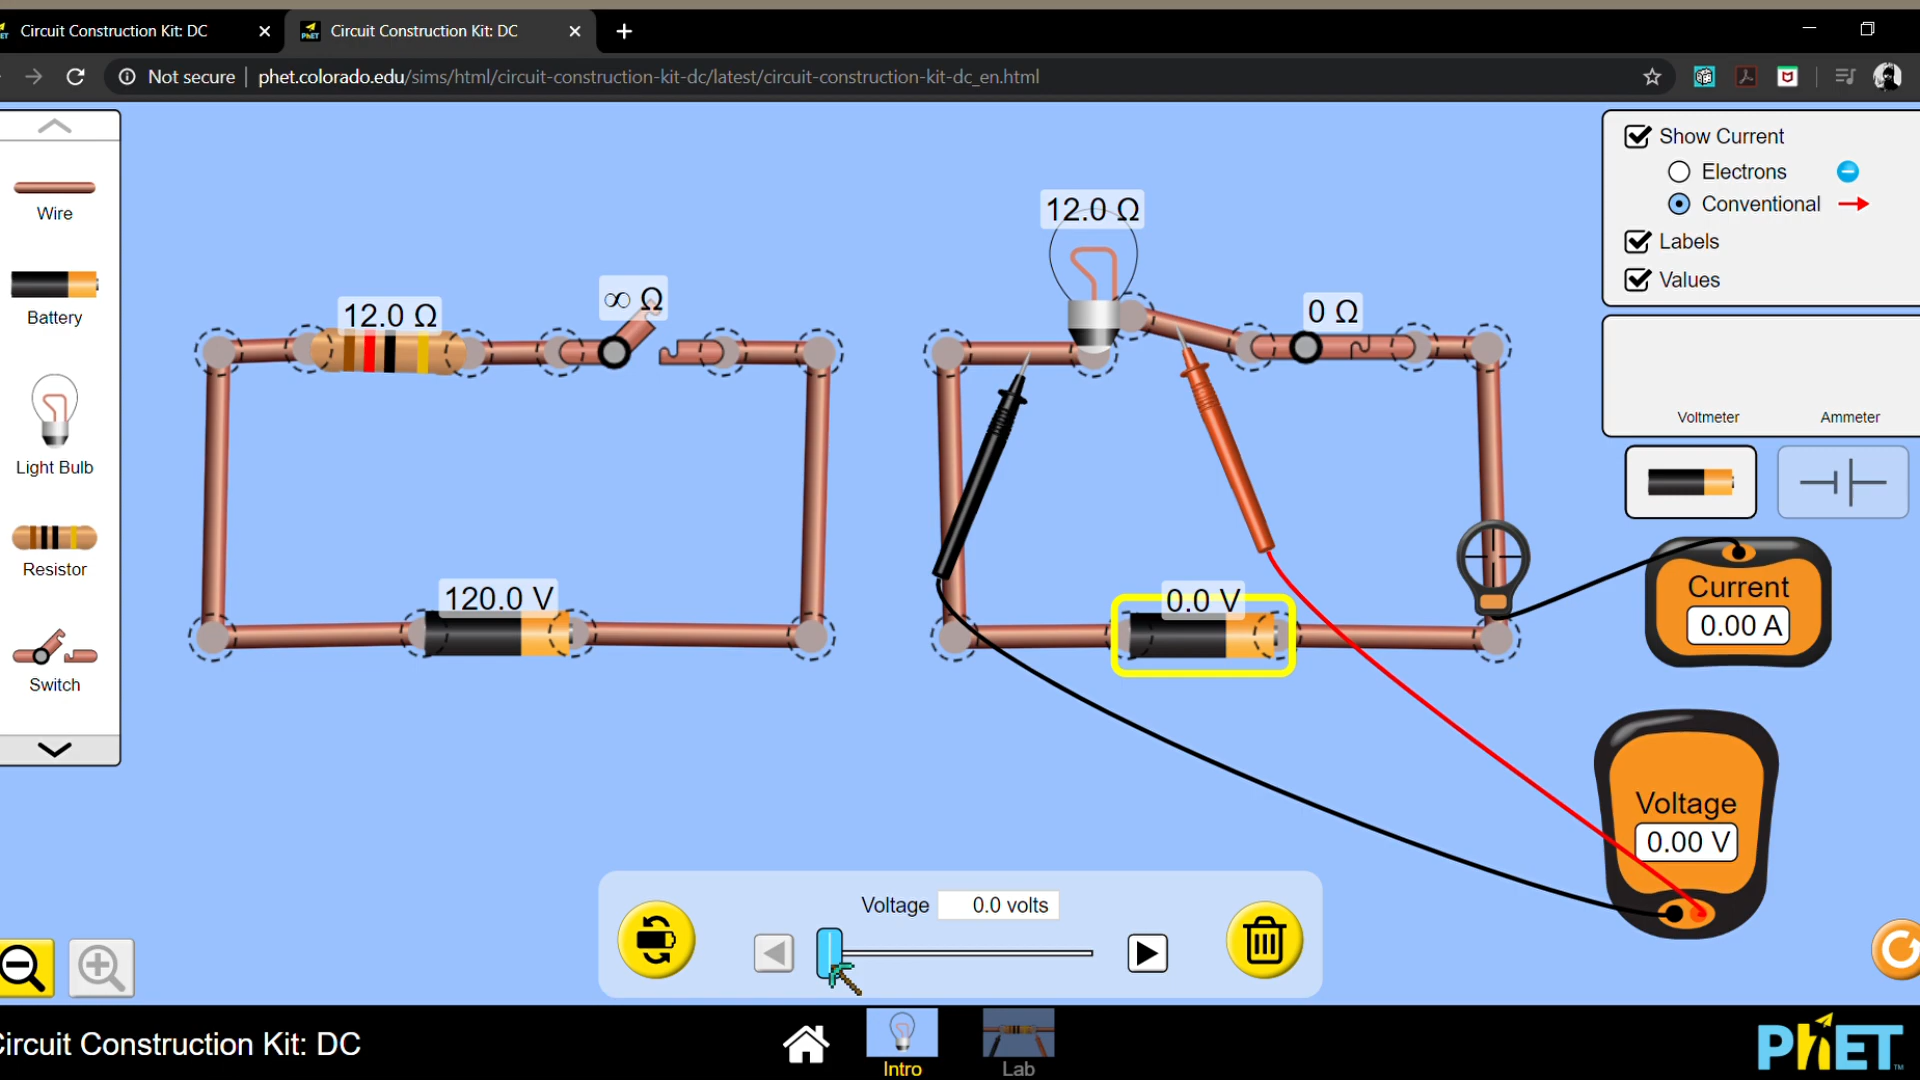 Circuit Construction Kit: DC
Circuit Construction Kit: DC
Not secure
phet.colorado.edu/sims/html/circuit-construction-kit-dc/latest/circuit-construction-kit-dc_en.html
Wire
Battery
Light Bulb
Resistor
Switch
12.0 Ω
∞ Ω
120.0 V
12.0 Ω
0 Ω
0.0 V
Show Current
Electrons
Conventional
Labels
Values
Voltmeter
Ammeter
Current
0.00 A
Voltage
0.00 V
Voltage
0.0 volts
ircuit Construction Kit: DC
Intro
Lab
PhET